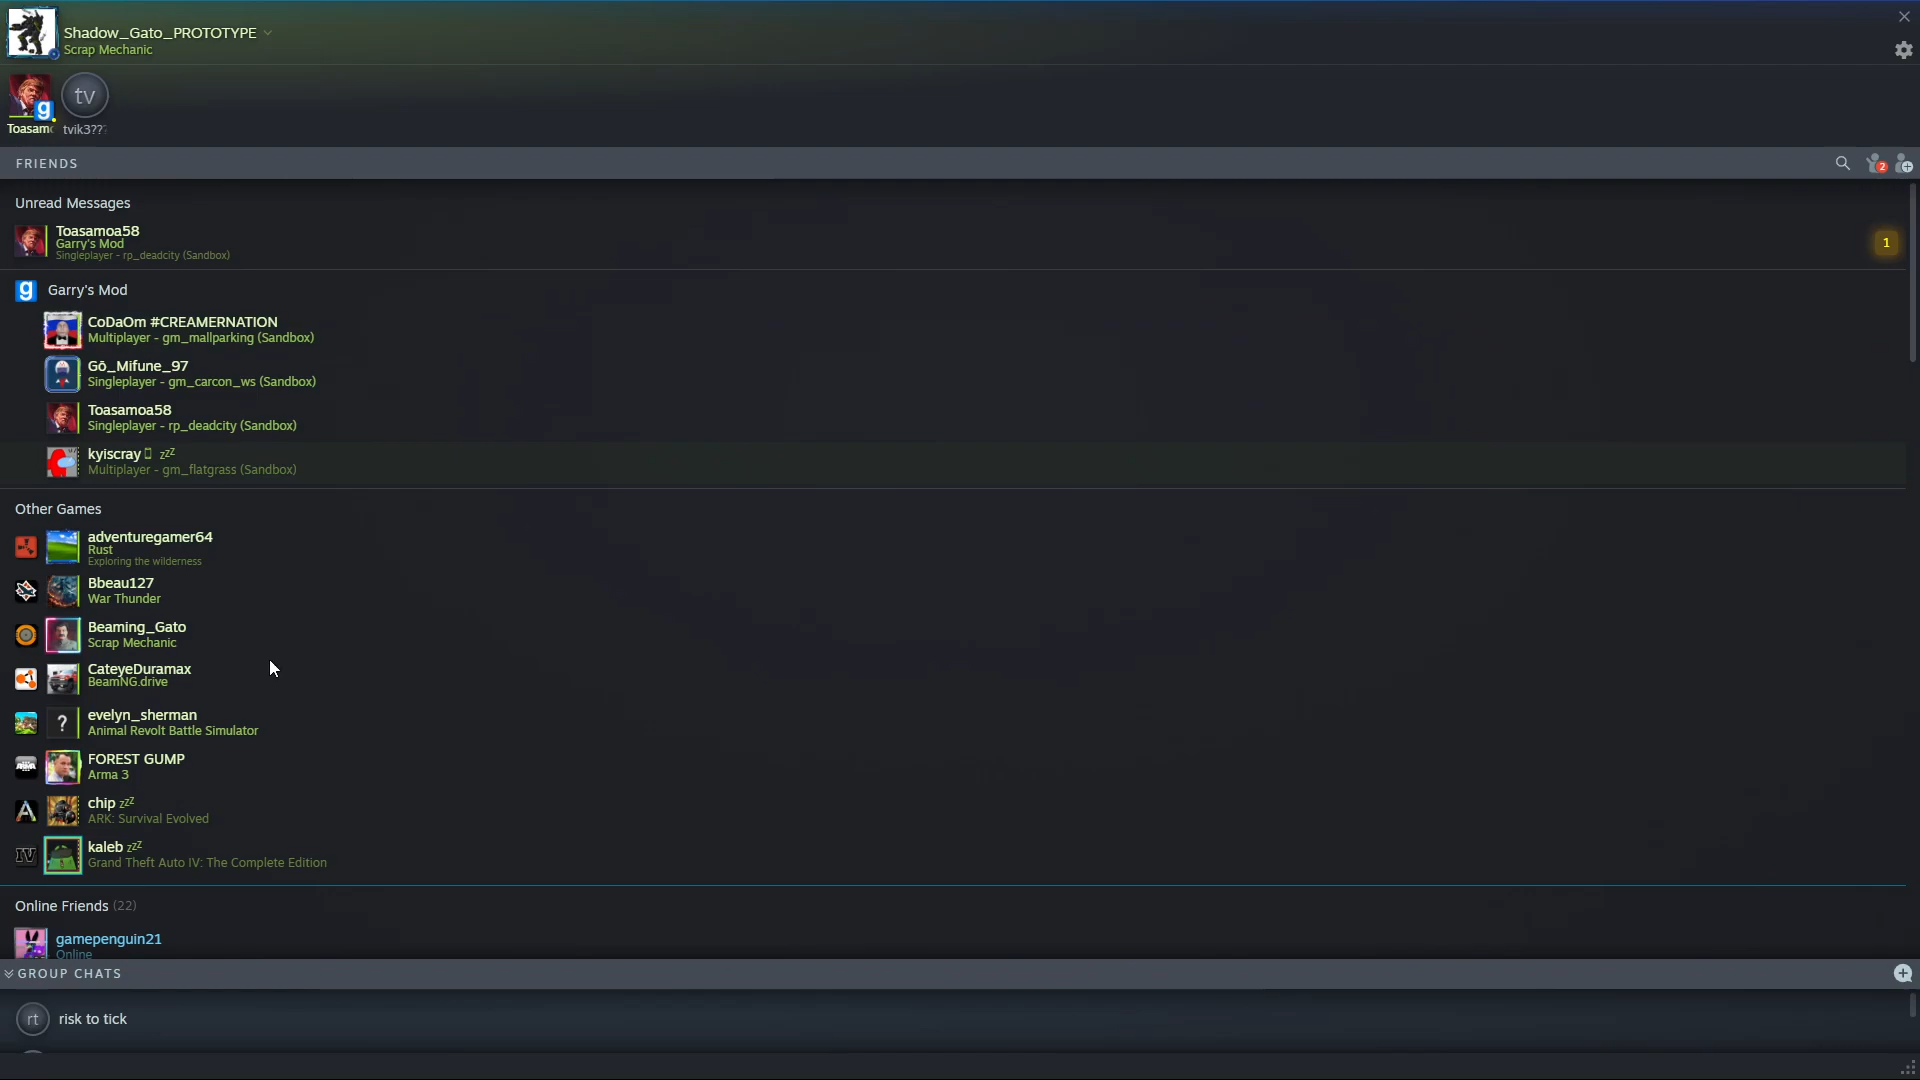 Shadow_Gato_PROTOTYPE
Scrap Mechanic
g
tv
Toasam
tvik3??
FRIENDS
2
Unread Messages
Toasamoa58
Garry's Mod
Singleplayer - rp_deadcity (Sandbox)
1
g Garry's Mod
CoDaOm #CREAMERNATION
Multiplayer - gm_mallparking (Sandbox)
Gō_Mifune_97
Singleplayer - gm_carcon_ws (Sandbox)
Toasamoa58
Singleplayer - rp_deadcity (Sandbox)
kyiscray▯ zzz
Multiplayer - gm_flatgrass (Sandbox)
Other Games
adventuregamer64
Rust
Exploring the wilderness
Bbeau127
War Thunder
Beaming_Gato
Scrap Mechanic
CateyeDuramax
BeamNG.drive
?
evelyn_sherman
Animal Revolt Battle Simulator
ARMA
FOREST GUMP
Arma 3
chip zzz
ARK: Survival Evolved
IV
kaleb zzz
Grand Theft Auto IV: The Complete Edition
Online Friends (22)
gamepenguin21
Online
GROUP CHATS
rt risk to tick